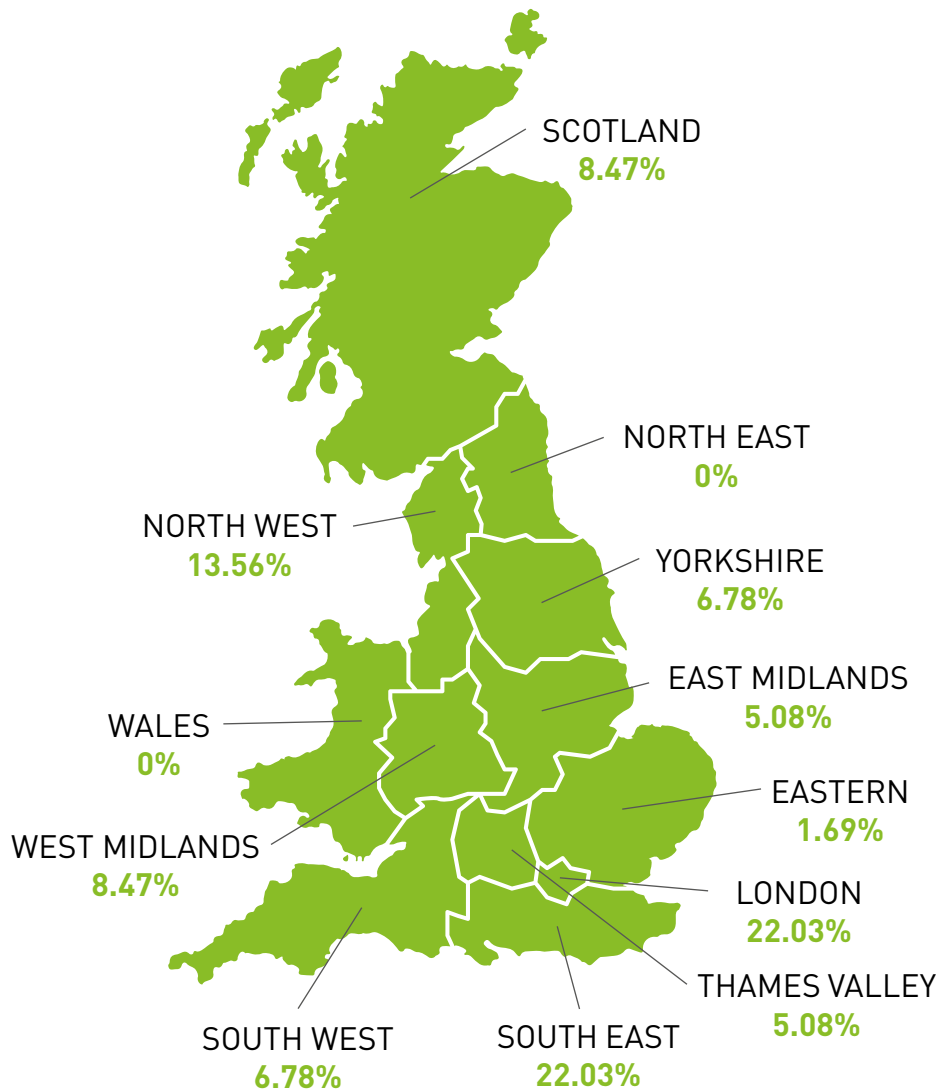 SCOTLAND
8.47%
NORTH EAST
0%
NORTH WEST
13.56%
YORKSHIRE
6.78%
EAST MIDLANDS
5.08%
WALES
0%
EASTERN
1.69%
WEST MIDLANDS
8.47%
LONDON
22.03%
THAMES VALLEY
5.08%
SOUTH WEST
6.78%
SOUTH EAST
22.03%